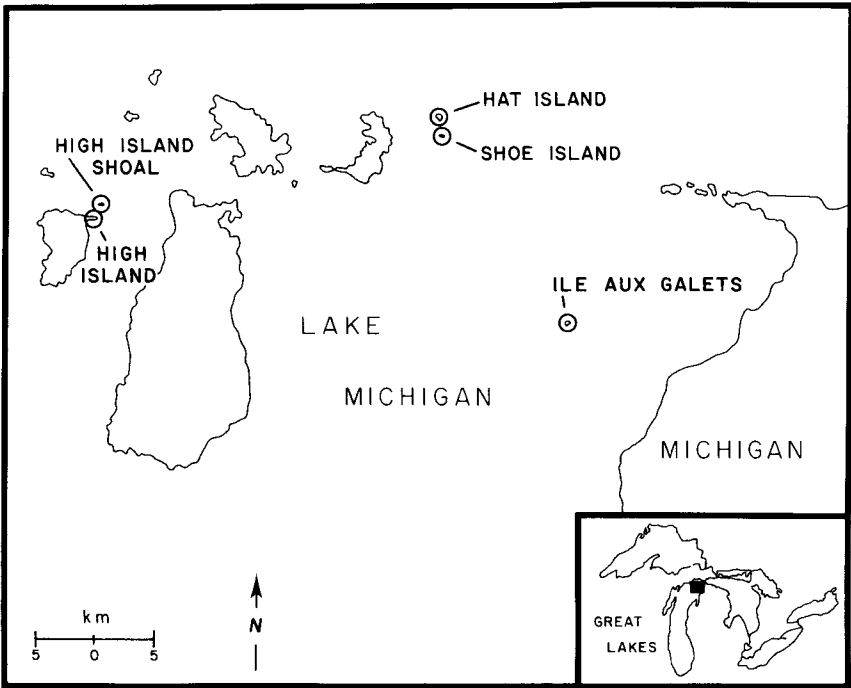 HAT ISLAND
SHOE ISLAND
HIGH ISLAND
SHOAL
HIGH
ISLAND
ILE AUX GALETS
LAKE
MICHIGAN
MICHIGAN
km
5 0 5
N
GREAT
LAKES